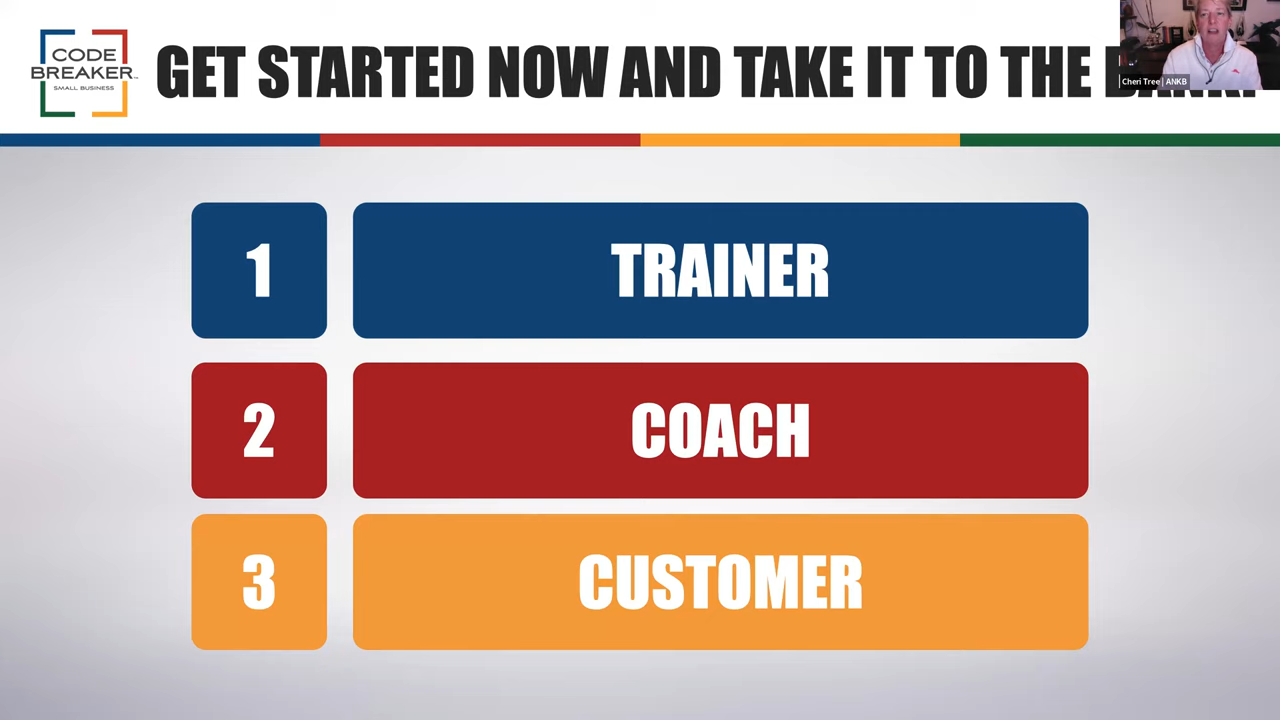 CODE
BREAKER
SMALL BUSINESS
GET STARTED NOW AND TAKE IT TO THE
Cheri Tree | ANKB
1
TRAINER
2
COACH
3
CUSTOMER